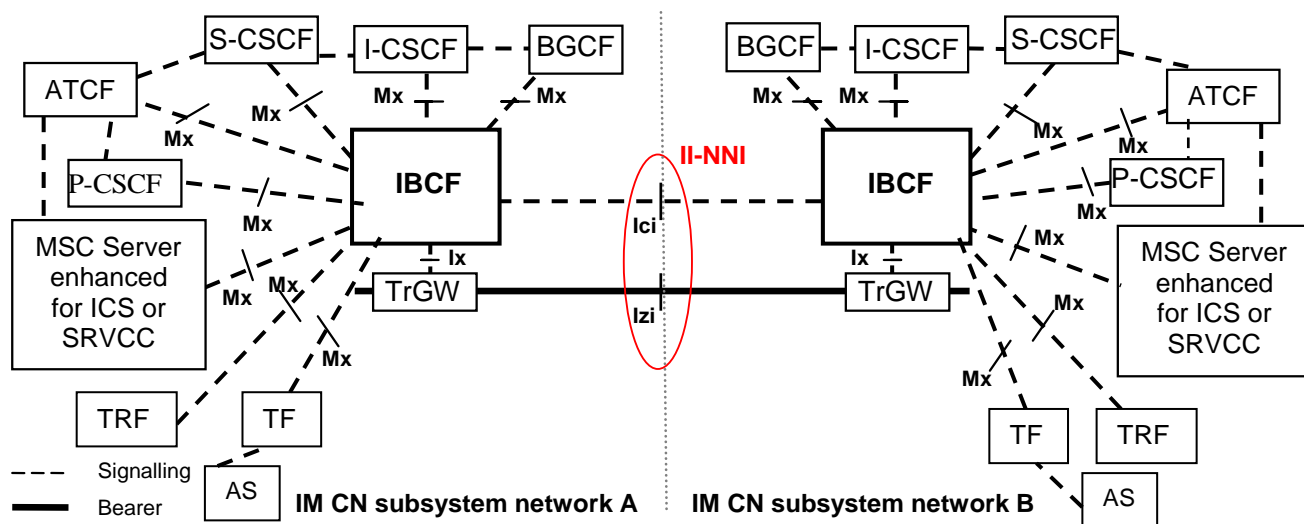 S-CSCF
I-CSCF
BGCF
BGCF
I-CSCF
S-CSCF
ATCF
ATCF
Mx
Mx
Mx
Mx
Mx
Mx
Mx
Mx
II-NNI
P-CSCF
IBCF
IBCF
P-CSCF
Mx
Ici
Mx
MSC Server
enhanced
for ICS or
SRVCC
Mx
Mx
Ix
Ix
Mx
MSC Server
enhanced
for ICS or
SRVCC
TrGW
TrGW
Mx
Izi
Mx
Mx
TRF
TF
TF
TRF
Signalling
AS
AS
Bearer
IM CN subsystem network A
IM CN subsystem network B